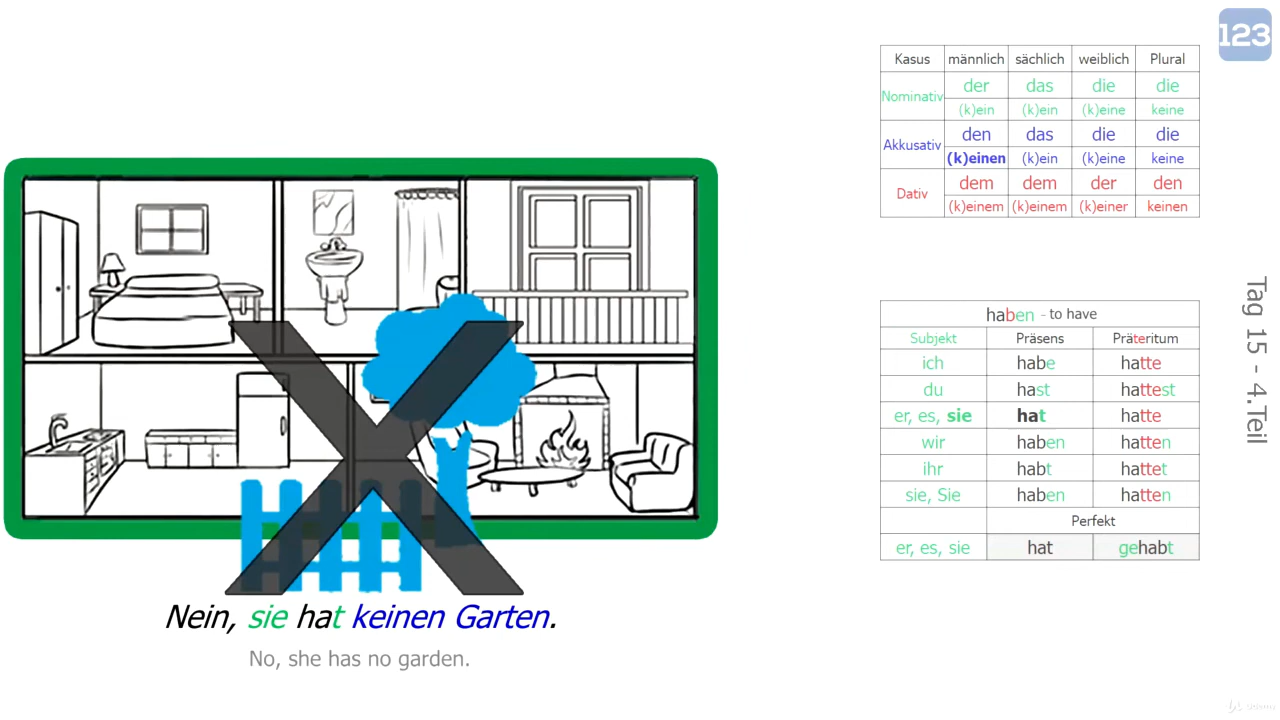 123
Kasus männlich sächlich weiblich Plural
Nominativ der das die die
(k)ein (k)ein (k)eine keine
Akkusativ den das die die
(k)einen (k)ein (k)eine keine
Dativ dem dem der den
(k)einem (k)einem (k)einer keinen
haben - to have
Subjekt Präsens Präteritum
ich habe hatte
du hast hattest
er, es, sie hat hatte
wir haben hatten
ihr habt hattet
sie, Sie haben hatten
Perfekt
er, es, sie hat gehabt
Tag 15 - 4.Teil
Nein, sie hat keinen Garten.
No, she has no garden.